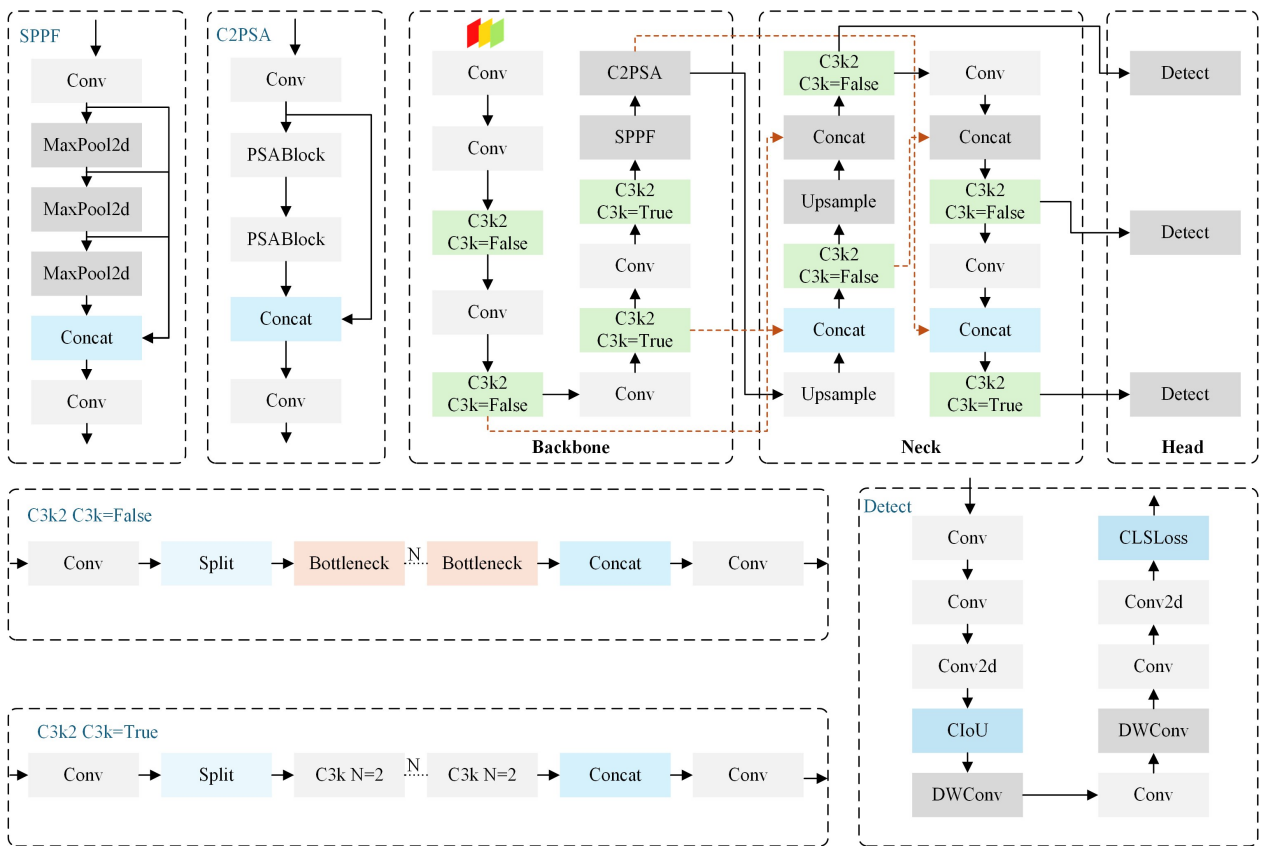 SPPF
Conv
MaxPool2d
MaxPool2d
MaxPool2d
Concat
Conv
C2PSA
Conv
PSABlock
PSABlock
Concat
Conv
Conv
Conv
C3k2
C3k=False
Conv
C3k2
C3k=False
C2PSA
SPPF
C3k2
C3k=True
Conv
C3k2
C3k=True
Conv
Backbone
C3k2
C3k=False
Concat
Upsample
C3k2
C3k=False
Concat
Upsample
Conv
Concat
C3k2
C3k=False
Conv
Concat
C3k2
C3k=True
Neck
Detect
Detect
Detect
Head
C3k2 C3k=False
Conv
Split
Bottleneck
N
Bottleneck
Concat
Conv
C3k2 C3k=True
Conv
Split
C3k N=2
N
C3k N=2
Concat
Conv
Detect
Conv
Conv
Conv2d
CIoU
DWConv
CLSLoss
Conv2d
Conv
DWConv
Conv